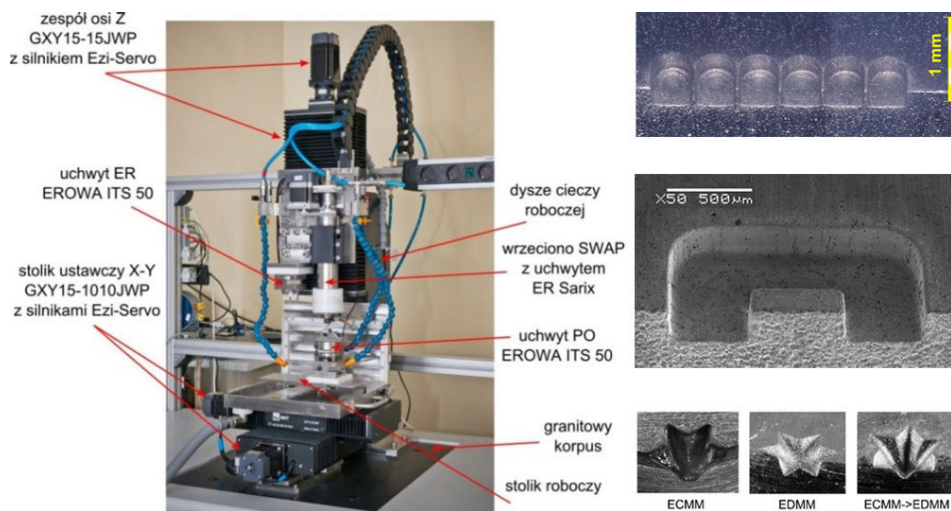 zespół osi Z
GXY15-15JWP
z silnikiem Ezi-Servo
uchwyt ER
EROWA ITS 50
stolik ustawczy X-Y
GXY15-1010JWP
z silnikami Ezi-Servo
dysze cieczy
roboczej
wrzeciono SWAP
z uchwytem
ER Sarix
uchwyt PO
EROWA ITS 50
granitowy
korpus
stolik roboczy
1 mm
X50 500µm
ECMM
EDMM
ECMM->EDMM